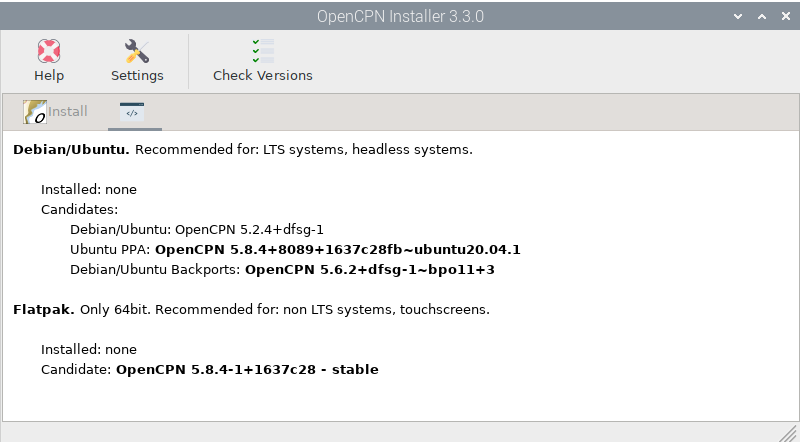 OpenCPN Installer 3.3.0
Help
Settings
Check Versions
Install
</>
Debian/Ubuntu. Recommended for: LTS systems, headless systems.
Installed: none
Candidates:
Debian/Ubuntu: OpenCPN 5.2.4+dfsg-1
Ubuntu PPA: OpenCPN 5.8.4+8089+1637c28fb~ubuntu20.04.1
Debian/Ubuntu Backports: OpenCPN 5.6.2+dfsg-1~bpo11+3
Flatpak. Only 64bit. Recommended for: non LTS systems, touchscreens.
Installed: none
Candidate: OpenCPN 5.8.4-1+1637c28 - stable